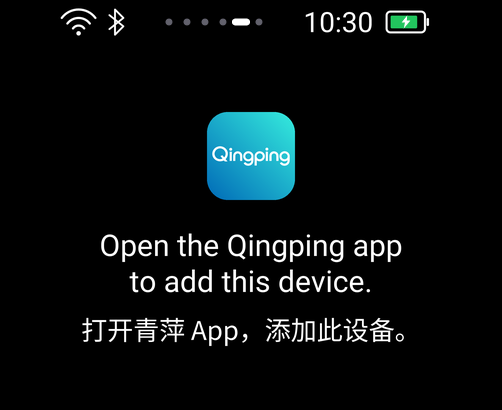 10:30
Qingping
Open the Qingping app
to add this device.
打开青萍 App，添加此设备。